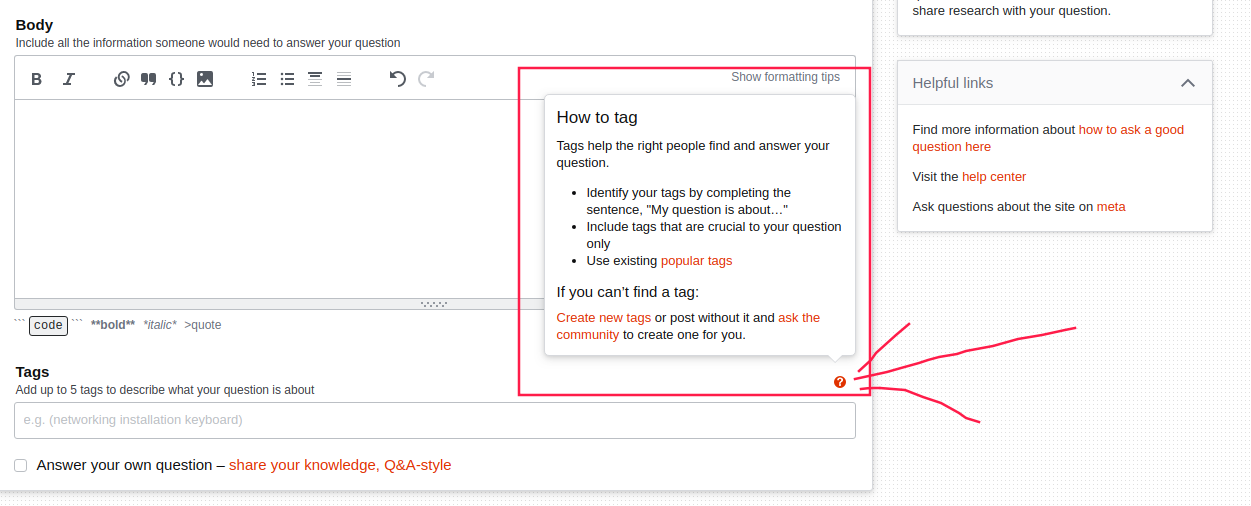 Body
Include all the information someone would need to answer your question
B I {}
Show formatting tips
How to tag
Tags help the right people find and answer your
question.
• Identify your tags by completing the
sentence, "My question is about…"
• Include tags that are crucial to your question
only
• Use existing popular tags
If you can't find a tag:
Create new tags or post without it and ask the
community to create one for you.
``` code ``` **bold** *italic* >quote
Tags
Add up to 5 tags to describe what your question is about
?
e.g. (networking installation keyboard)
Answer your own question – share your knowledge, Q&A-style
share research with your question.
Helpful links
Find more information about how to ask a good
question here
Visit the help center
Ask questions about the site on meta